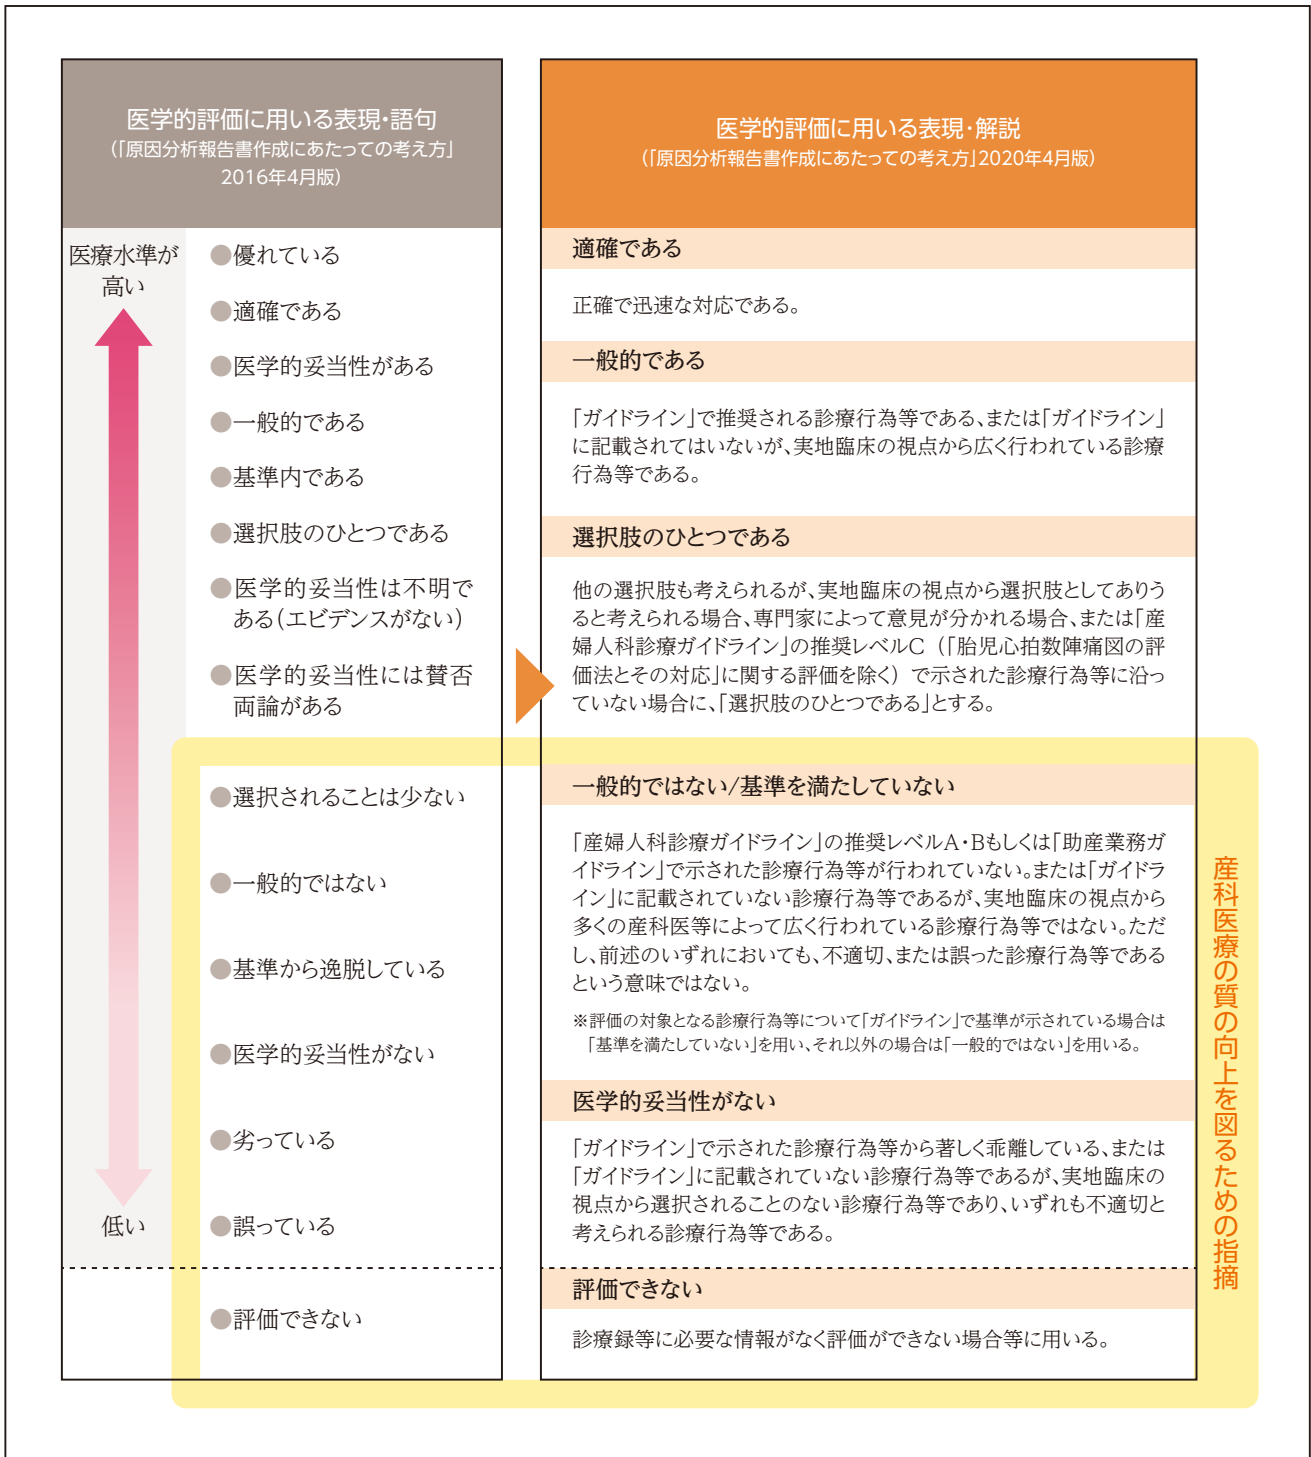 医学的評価に用いる表現・語句
(「原因分析報告書作成にあたっての考え方」
2016年4月版)
医療水準が
高い
●優れている
●適確である
●医学的妥当性がある
●一般的である
●基準内である
●選択肢のひとつである
●医学的妥当性は不明で
ある(エビデンスがない)
●医学的妥当性には賛否
両論がある
●選択されることは少ない
●一般的ではない
●基準から逸脱している
●医学的妥当性がない
●劣っている
●誤っている
低い
●評価できない
医学的評価に用いる表現・解説
(「原因分析報告書作成にあたっての考え方」2020年4月版)
適確である
正確で迅速な対応である。
一般的である
「ガイドライン」で推奨される診療行為等である、または「ガイドライン」
に記載されてはいないが、実地臨床の視点から広く行われている診療
行為等である。
選択肢のひとつである
他の選択肢も考えられるが、実地臨床の視点から選択肢としてありう
ると考えられる場合、専門家によって意見が分かれる場合、または「産
婦人科診療ガイドライン」の推奨レベルC(「胎児心拍数陣痛図の評
価法とその対応」に関する評価を除く)で示された診療行為等に沿っ
ていない場合に、「選択肢のひとつである」とする。
一般的ではない/基準を満たしていない
「産婦人科診療ガイドライン」の推奨レベルA・Bもしくは「助産業務ガ
イドライン」で示された診療行為等が行われていない。または「ガイドラ
イン」に記載されていない診療行為等であるが、実地臨床の視点から
多くの産科医等によって広く行われている診療行為等ではない。ただ
し、前述のいずれにおいても、不適切、または誤った診療行為等である
という意味ではない。
※評価の対象となる診療行為等について「ガイドライン」で基準が示されている場合は
「基準を満たしていない」を用い、それ以外の場合は「一般的ではない」を用いる。
医学的妥当性がない
「ガイドライン」で示された診療行為等から著しく乖離している、または
「ガイドライン」に記載されていない診療行為等であるが、実地臨床の
視点から選択されることのない診療行為等であり、いずれも不適切と
考えられる診療行為等である。
評価できない
診療録等に必要な情報がなく評価ができない場合等に用いる。
産科医療の質の向上を図るための指摘